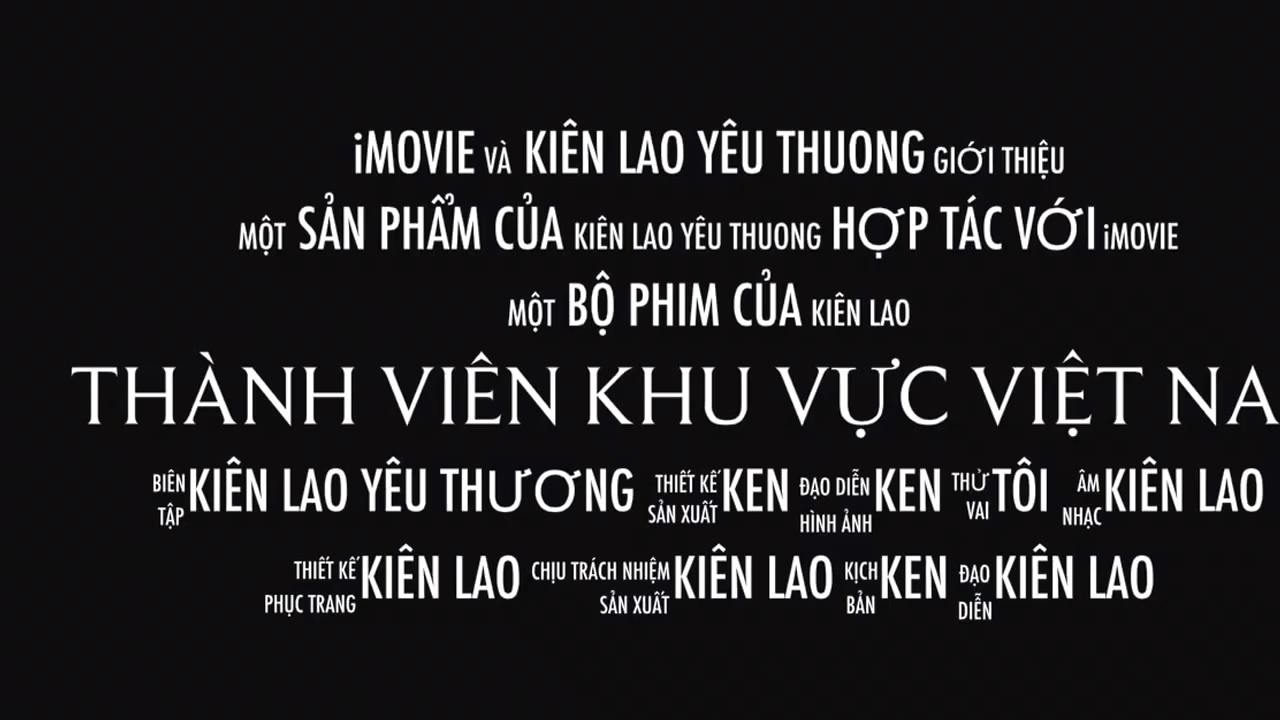 iMOVIE VÀ KIÊN LAO YÊU THUONG GIỚI THIỆU
MỘT SẢN PHẨM CỦA KIÊN LAO YÊU THUONG HỢP TÁC VỚI iMOVIE
MỘT BỘ PHIM CỦA KIÊN LAO
THÀNH VIÊN KHU VỰC VIỆT NA
BIÊN TẬP KIÊN LAO YÊU THƯƠNG THIẾT KẾ SẢN XUẤT KEN ĐẠO DIỄN HÌNH ẢNH KEN THỬ VAI TÔI ÂM NHẠC KIÊN LAO
THIẾT KẾ PHỤC TRANG KIÊN LAO CHỊU TRÁCH NHIỆM SẢN XUẤT KIÊN LAO KỊCH BẢN KEN ĐẠO DIỄN KIÊN LAO